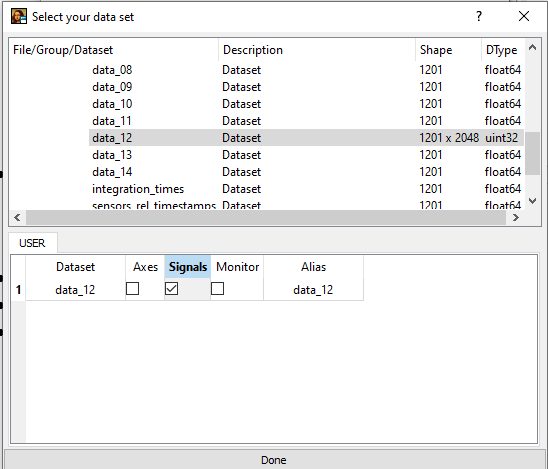 Select your data set
File/Group/Dataset Description Shape DType
data_08 Dataset 1201 float64
data_09 Dataset 1201 float64
data_10 Dataset 1201 float64
data_11 Dataset 1201 float64
data_12 Dataset 1201 x 2048 uint32
data_13 Dataset 1201 float64
data_14 Dataset 1201 float64
integration_times Dataset 1201 float64
sensors_rel_timestamps Dataset 1201 float64
USER
Dataset Axes Signals Monitor Alias
1 data_12 data_12
Done